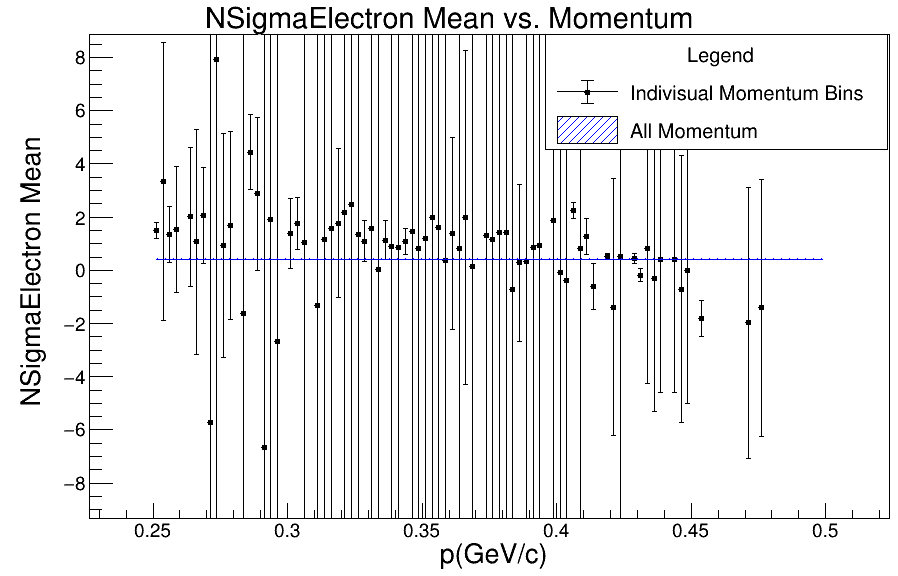 NSigmaElectron Mean vs. Momentum
Legend
Indivisual Momentum Bins
All Momentum
NSigmaElectron Mean
8
6
4
2
0
−2
−4
−6
−8
0.25
0.3
0.35
0.4
0.45
0.5
p(GeV/c)